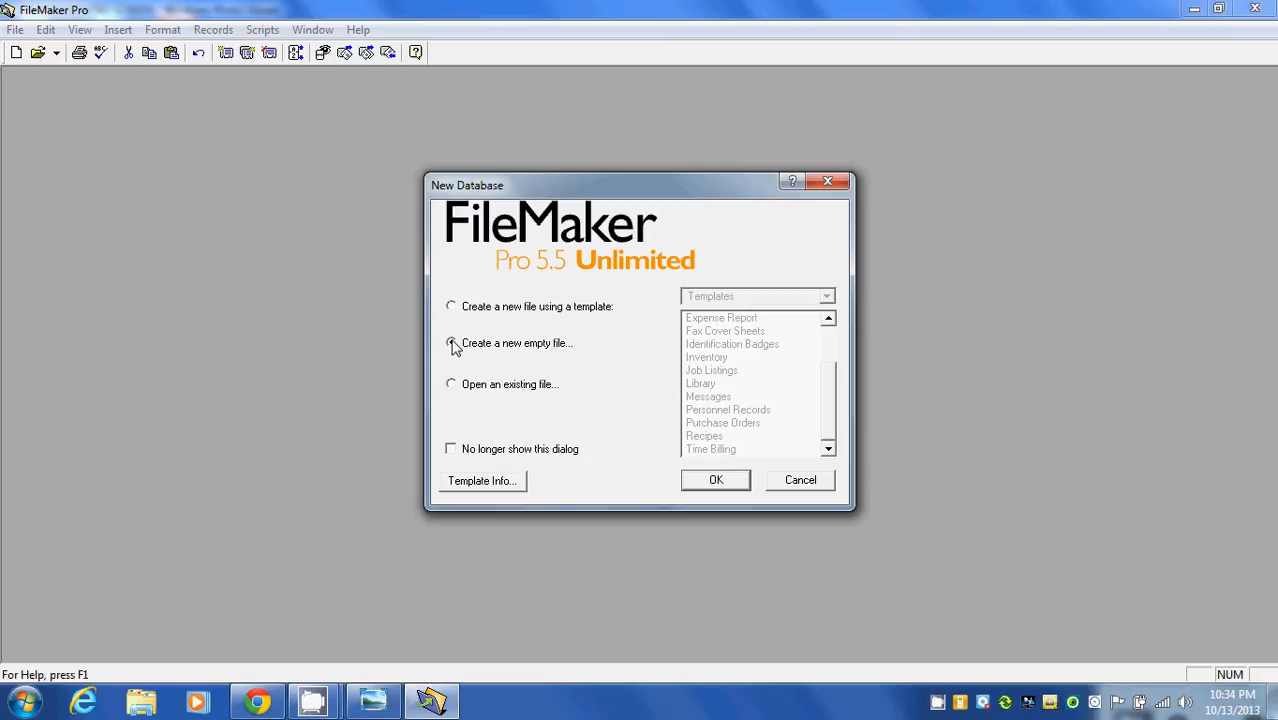 FileMaker Pro
File Edit View Insert Format Records Scripts Window Help
New Database
FileMaker
Pro 5.5 Unlimited
Create a new file using a template:
Create a new empty file...
Open an existing file...
No longer show this dialog
Template Info...
Templates
Expense Report
Fax Cover Sheets
Identification Badges
Inventory
Job Listings
Library
Messages
Personnel Records
Purchase Orders
Recipes
Time Billing
OK Cancel
For Help, press F1
NUM
10:34 PM
10/13/2013